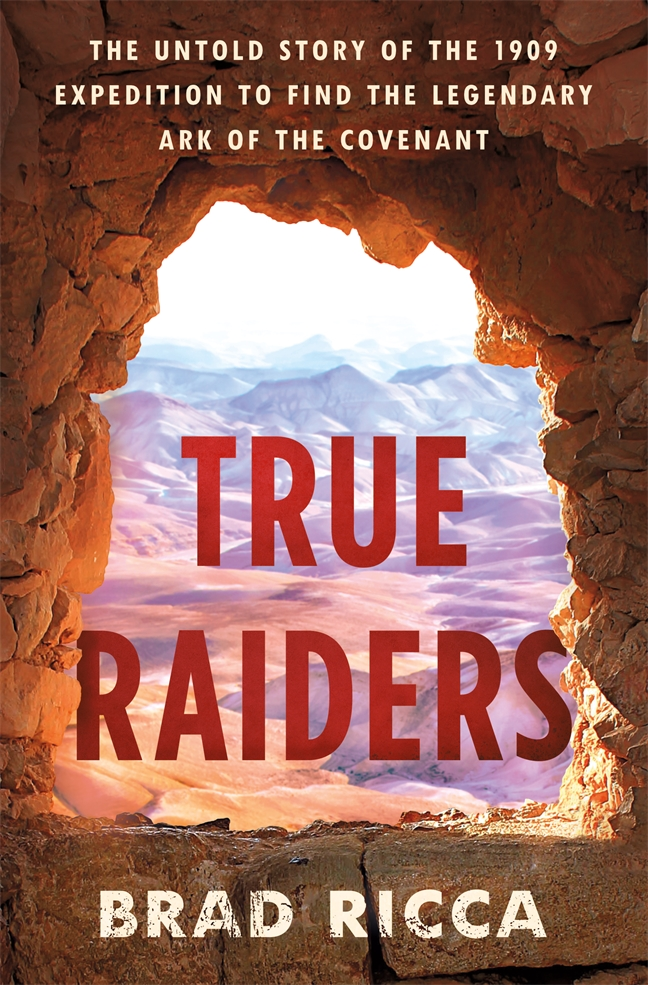 THE UNTOLD STORY OF THE 1909
EXPEDITION TO FIND THE LEGENDARY
ARK OF THE COVENANT
TRUE
RAIDERS
BRAD RICCA